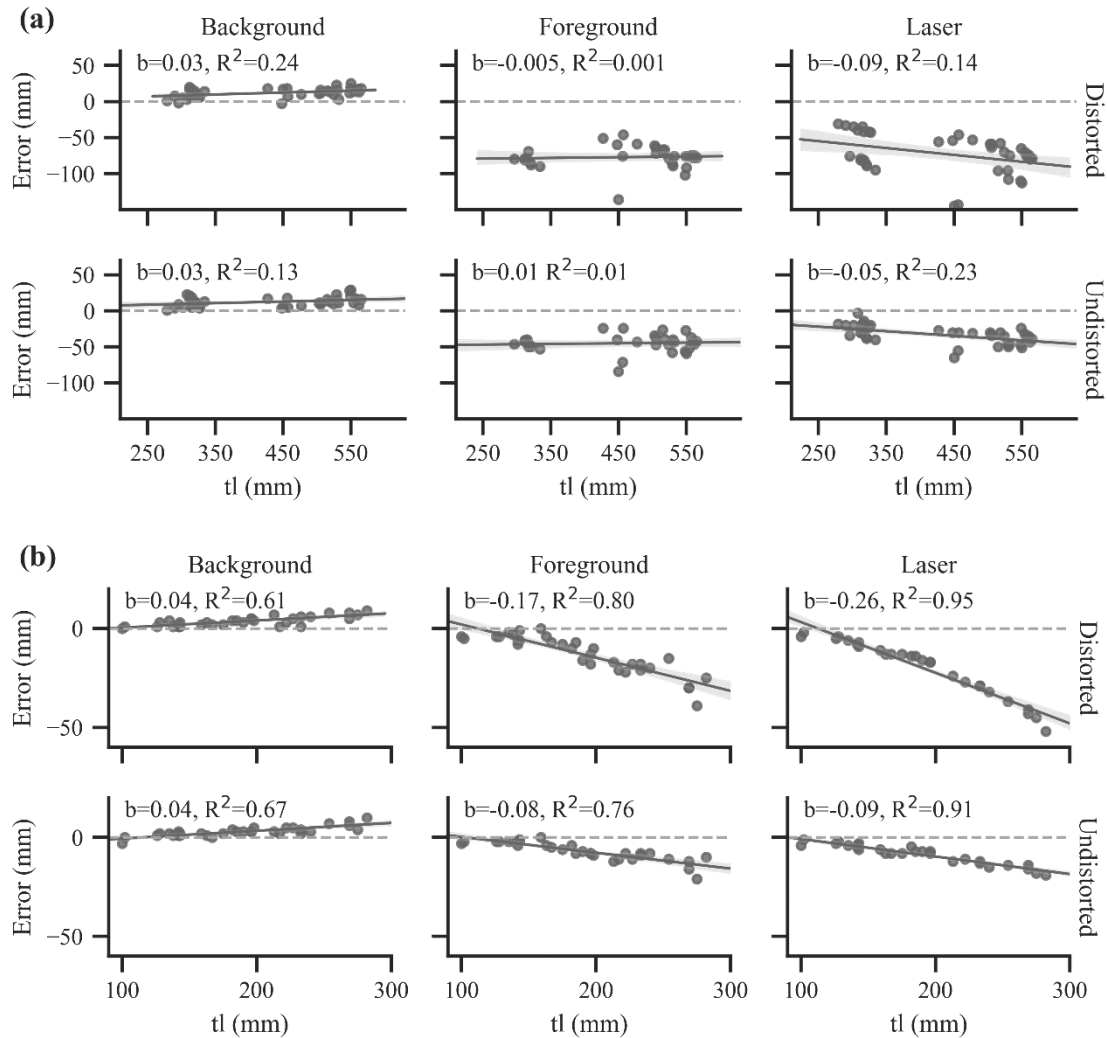 (a)
Background Foreground Laser
b=0.03, R²=0.24
b=-0.005, R²=0.001
b=-0.09, R²=0.14
50
0
−50
−100
Error (mm)
Distorted
b=0.03, R²=0.13
b=0.01 R²=0.01
b=-0.05, R²=0.23
50
0
−50
−100
Error (mm)
Undistorted
250 350 450 550 250 350 450 550 250 350 450 550
tl (mm) tl (mm) tl (mm)
(b)
Background Foreground Laser
b=0.04, R²=0.61
b=-0.17, R²=0.80
b=-0.26, R²=0.95
0
−50
Error (mm)
Distorted
b=0.04, R²=0.67
b=-0.08, R²=0.76
b=-0.09, R²=0.91
0
−50
Error (mm)
Undistorted
100 200 300 100 200 300 100 200 300
tl (mm) tl (mm) tl (mm)